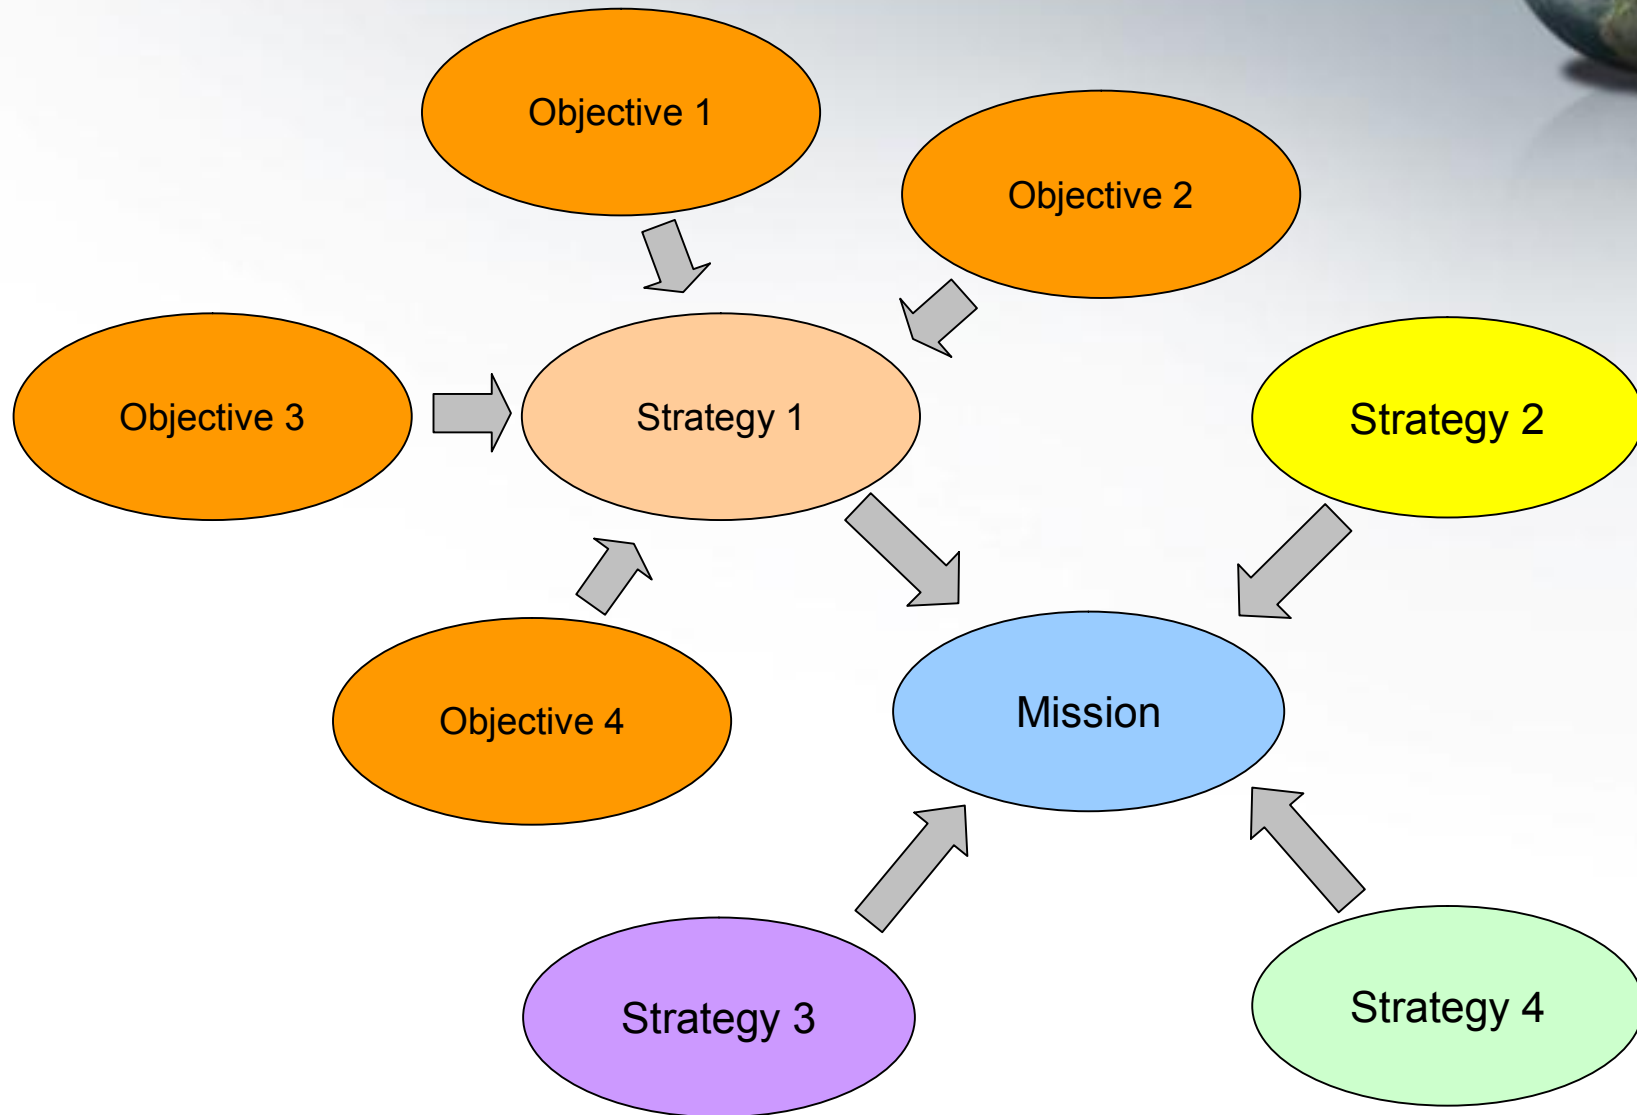 Objective 1
Objective 2
Objective 3
Strategy 1
Strategy 2
Objective 4
Mission
Strategy 3
Strategy 4